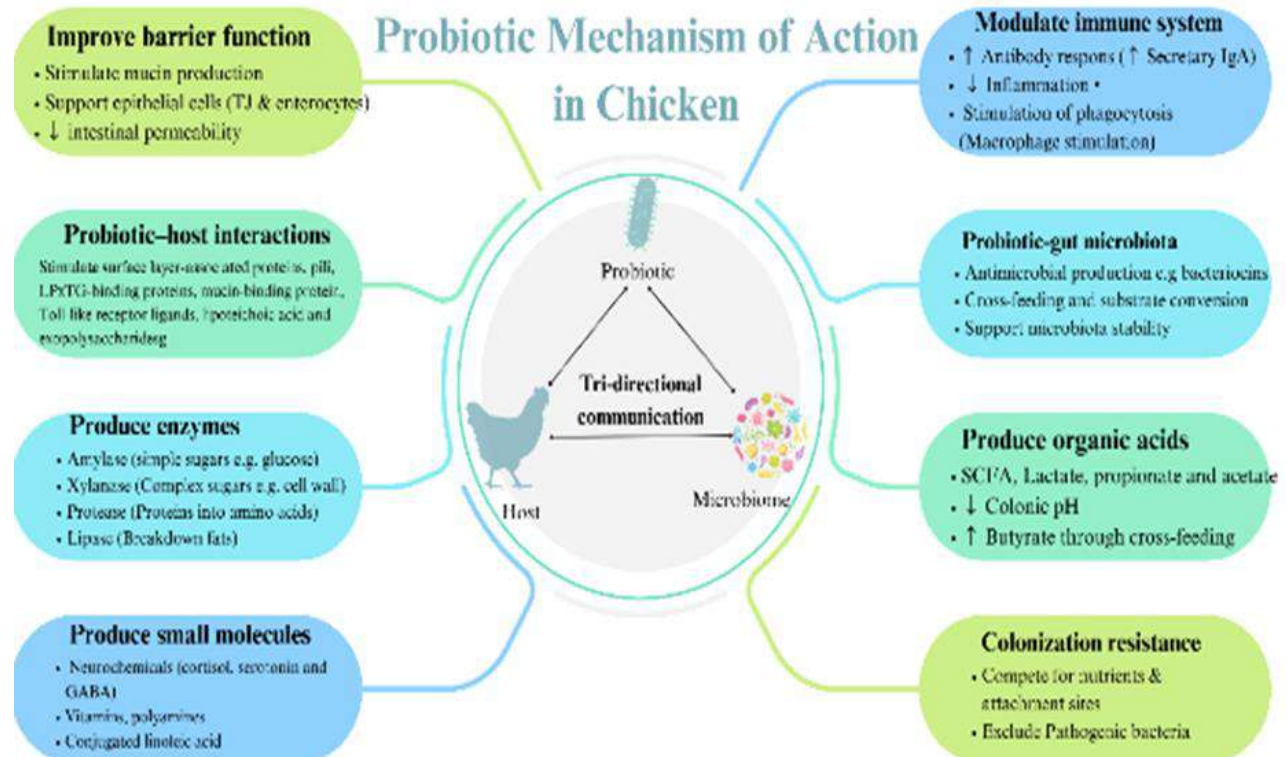 Probiotic Mechanism of Action
in Chicken
Improve barrier function
• Stimulate mucin production
• Support epithelial cells (TJ & enterocytes)
• ↓ intestinal permeability
Probiotic–host interactions
Stimulate surface layer-associated proteins, pili,
LPxTG-binding proteins, mucin-binding protein,
Toll like receptor ligands, lipoteichoic acid and
exopolysaccharidesg
Produce enzymes
• Amylase (simple sugars e.g. glucose)
• Xylanase (Complex sugars e.g. cell wall)
• Protease (Proteins into amino acids)
• Lipase (Breakdown fats)
Produce small molecules
• Neurochemicals (cortisol, serotonin and
GABA)
• Vitamins, polyamines
• Conjugated linoleic acid
Probiotic
Tri-directional
communication
Host
Microbiome
Modulate immune system
• ↑ Antibody respons (↑ Secretary IgA)
• ↓ Inflammation •
• Stimulation of phagocytosis
(Macrophage stimulation)
Probiotic-gut microbiota
• Antimicrobial production e.g bacteriocins
• Cross-feeding and substrate conversion
• Support microbiota stability
Produce organic acids
• SCFA, Lactate, propionate and acetate
• ↓ Colonic pH
• ↑ Butyrate through cross-feeding
Colonization resistance
• Compete for nutrients &
attachment sites
• Exclude Pathogenic bacteria